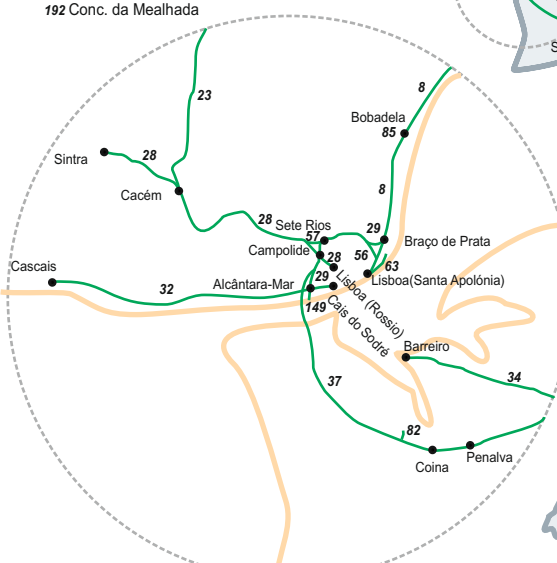 192 Conc. da Mealhada
S
8
23
Bobadela
85
Sintra
28
Cacém
8
28
Sete Rios
29
57
Braço de Prata
Campolide
28
56
63
Cascais
Lisboa(Santa Apolónia)
29
Alcântara-Mar
32
149
Lisboa (Rossio)
Cais do Sodré
Barreiro
37
34
82
Coina
Penalva